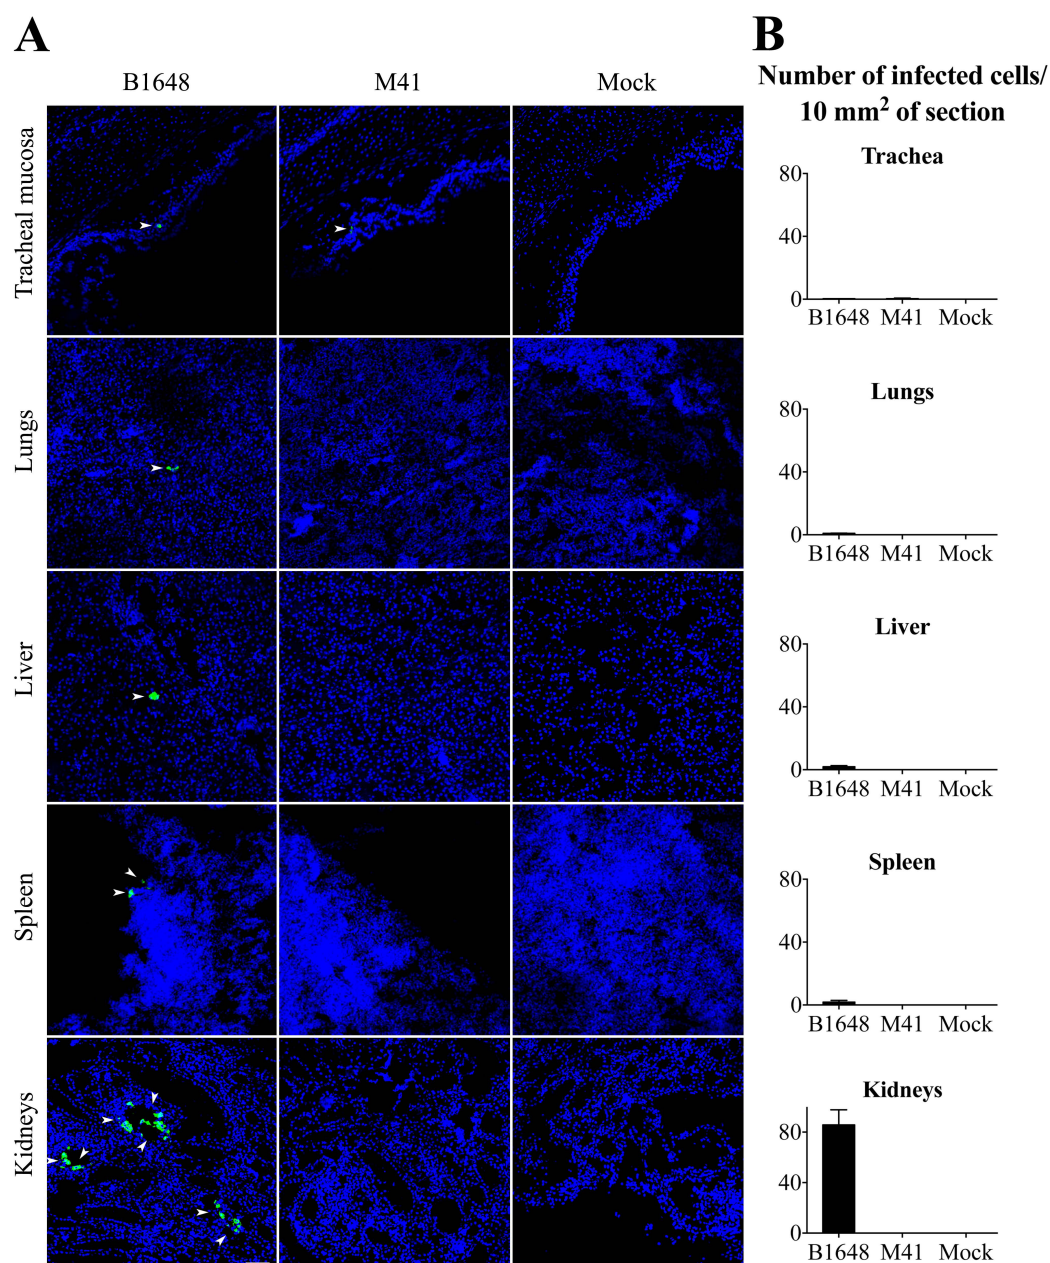 A
B
B1648
M41
Mock
Number of infected cells/
10 mm² of section
Tracheal mucosa
Trachea
80
40
0
B1648
M41
Mock
Lungs
Lungs
80
40
0
B1648
M41
Mock
Liver
Liver
80
40
0
B1648
M41
Mock
Spleen
Spleen
80
40
0
B1648
M41
Mock
Kidneys
Kidneys
80
40
0
B1648
M41
Mock